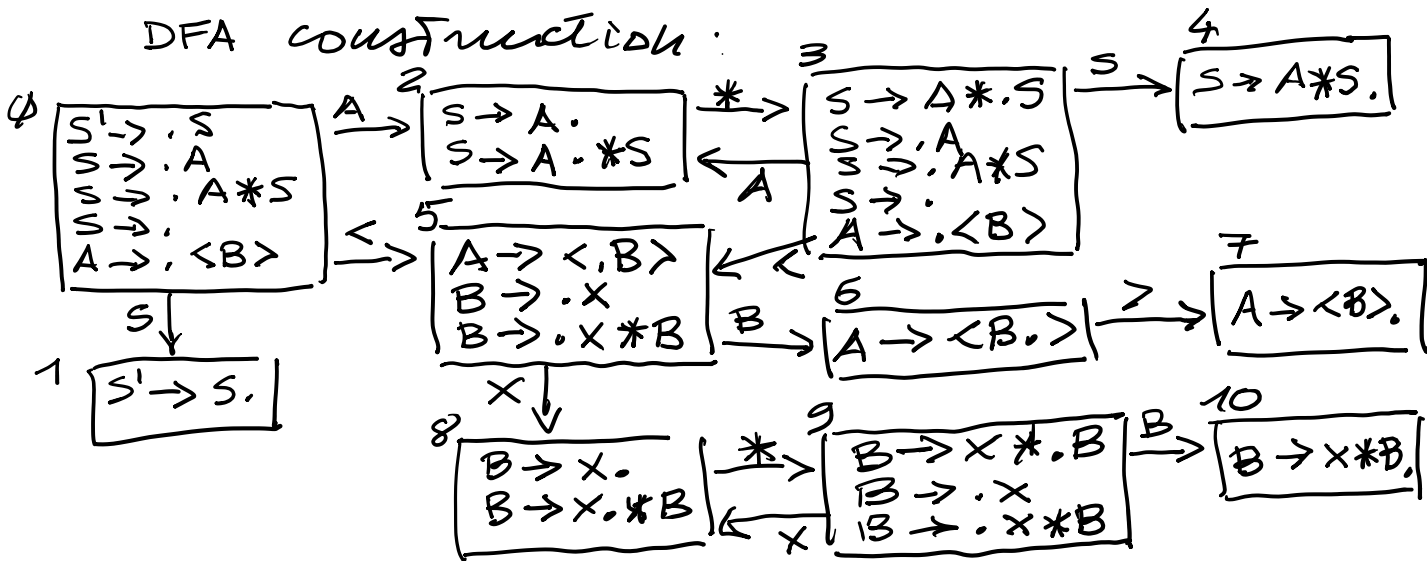 DFA construction:
0
S' → . S
S → . A
S → . A * S
S → .
A → . <B>
A
2
S → A .
S → A . * S
*
A
3
S → A * . S
S → . A
S → . A * S
S → .
A → . <B>
S
4
S → A * S .
<
5
A → < . B >
B → . x
B → . x * B
<
B
6
A → < B . >
>
7
A → <B> .
S
1
S' → S .
x
8
B → x .
B → x . * B
*
x
9
B → x * . B
B → . x
B → . x * B
B
10
B → x * B .